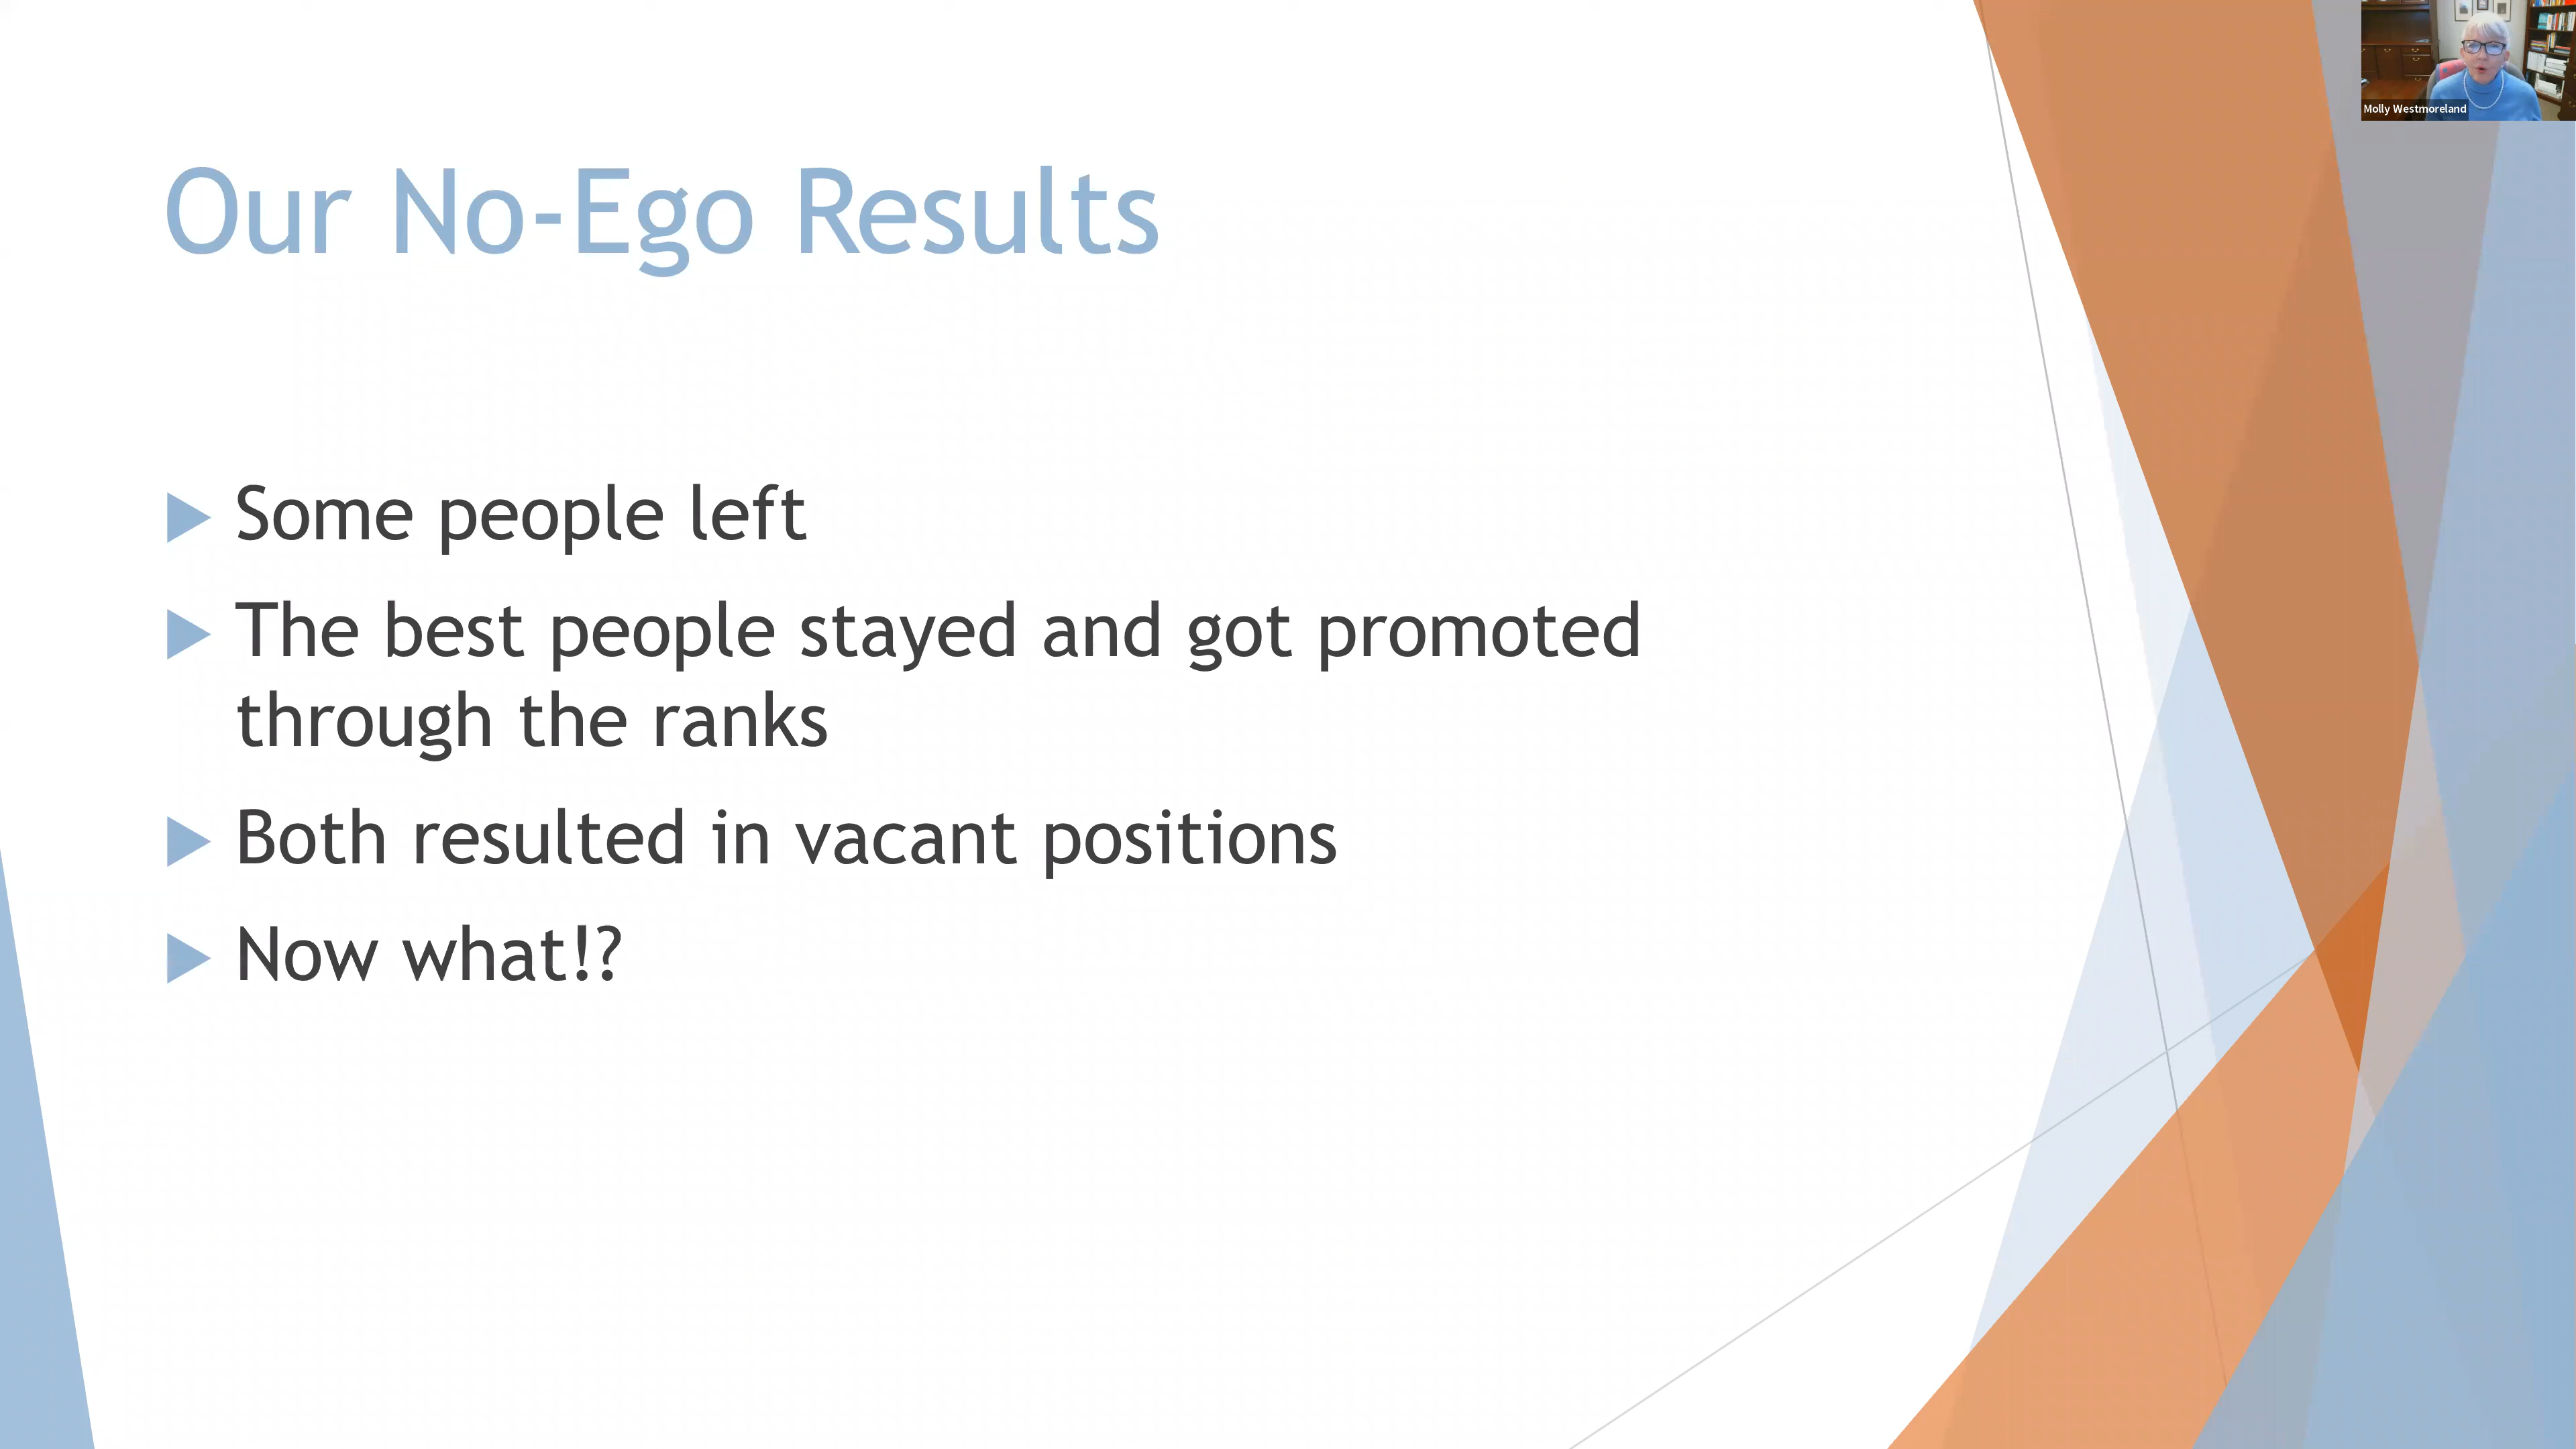 Molly Westmoreland
Our No-Ego Results
Some people left
The best people stayed and got promoted
through the ranks
Both resulted in vacant positions
Now what!?